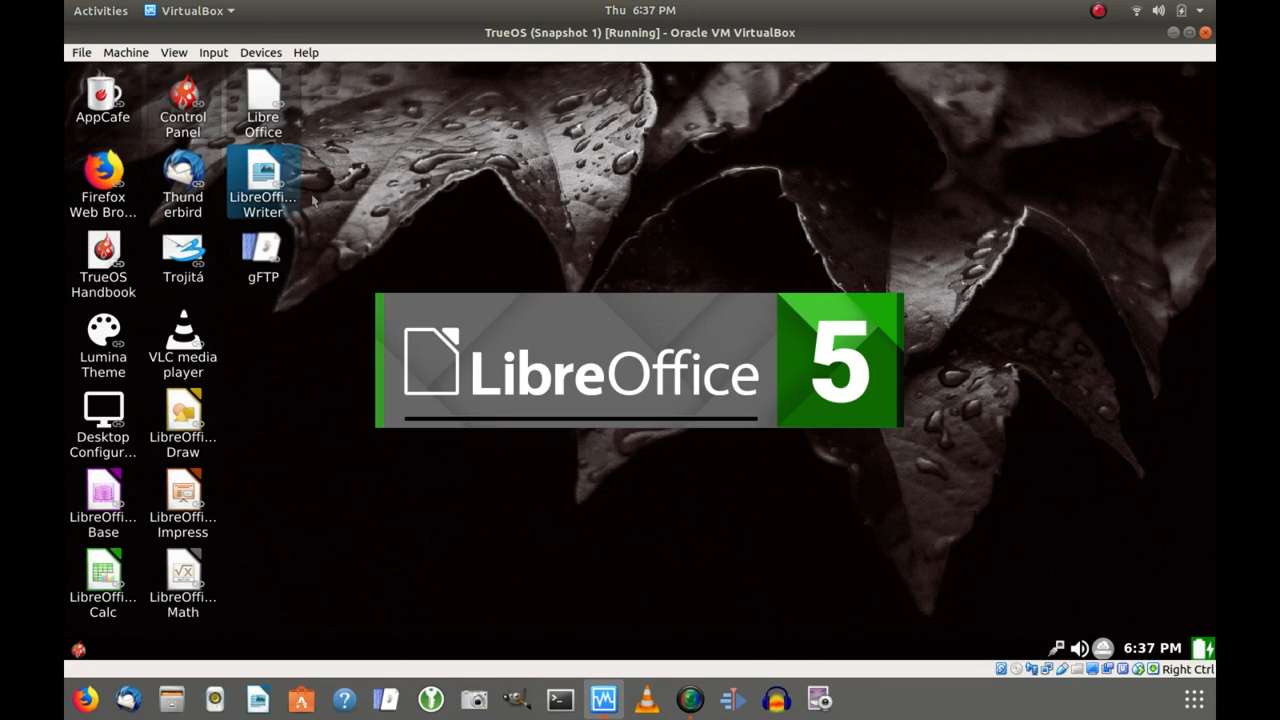 Activities VirtualBox Thu 6:37 PM
TrueOS (Snapshot 1) [Running] - Oracle VM VirtualBox
File Machine View Input Devices Help
AppCafe
Control
Panel
Libre
Office
Firefox
Web Bro...
Thund
erbird
LibreOffi...
Writer
TrueOS
Handbook
Trojitá
gFTP
Lumina
Theme
VLC media
player
LibreOffice 5
Desktop
Configur...
LibreOffi...
Draw
LibreOffi...
Base
LibreOffi...
Impress
LibreOffi...
Calc
LibreOffi...
Math
6:37 PM
Right Ctrl